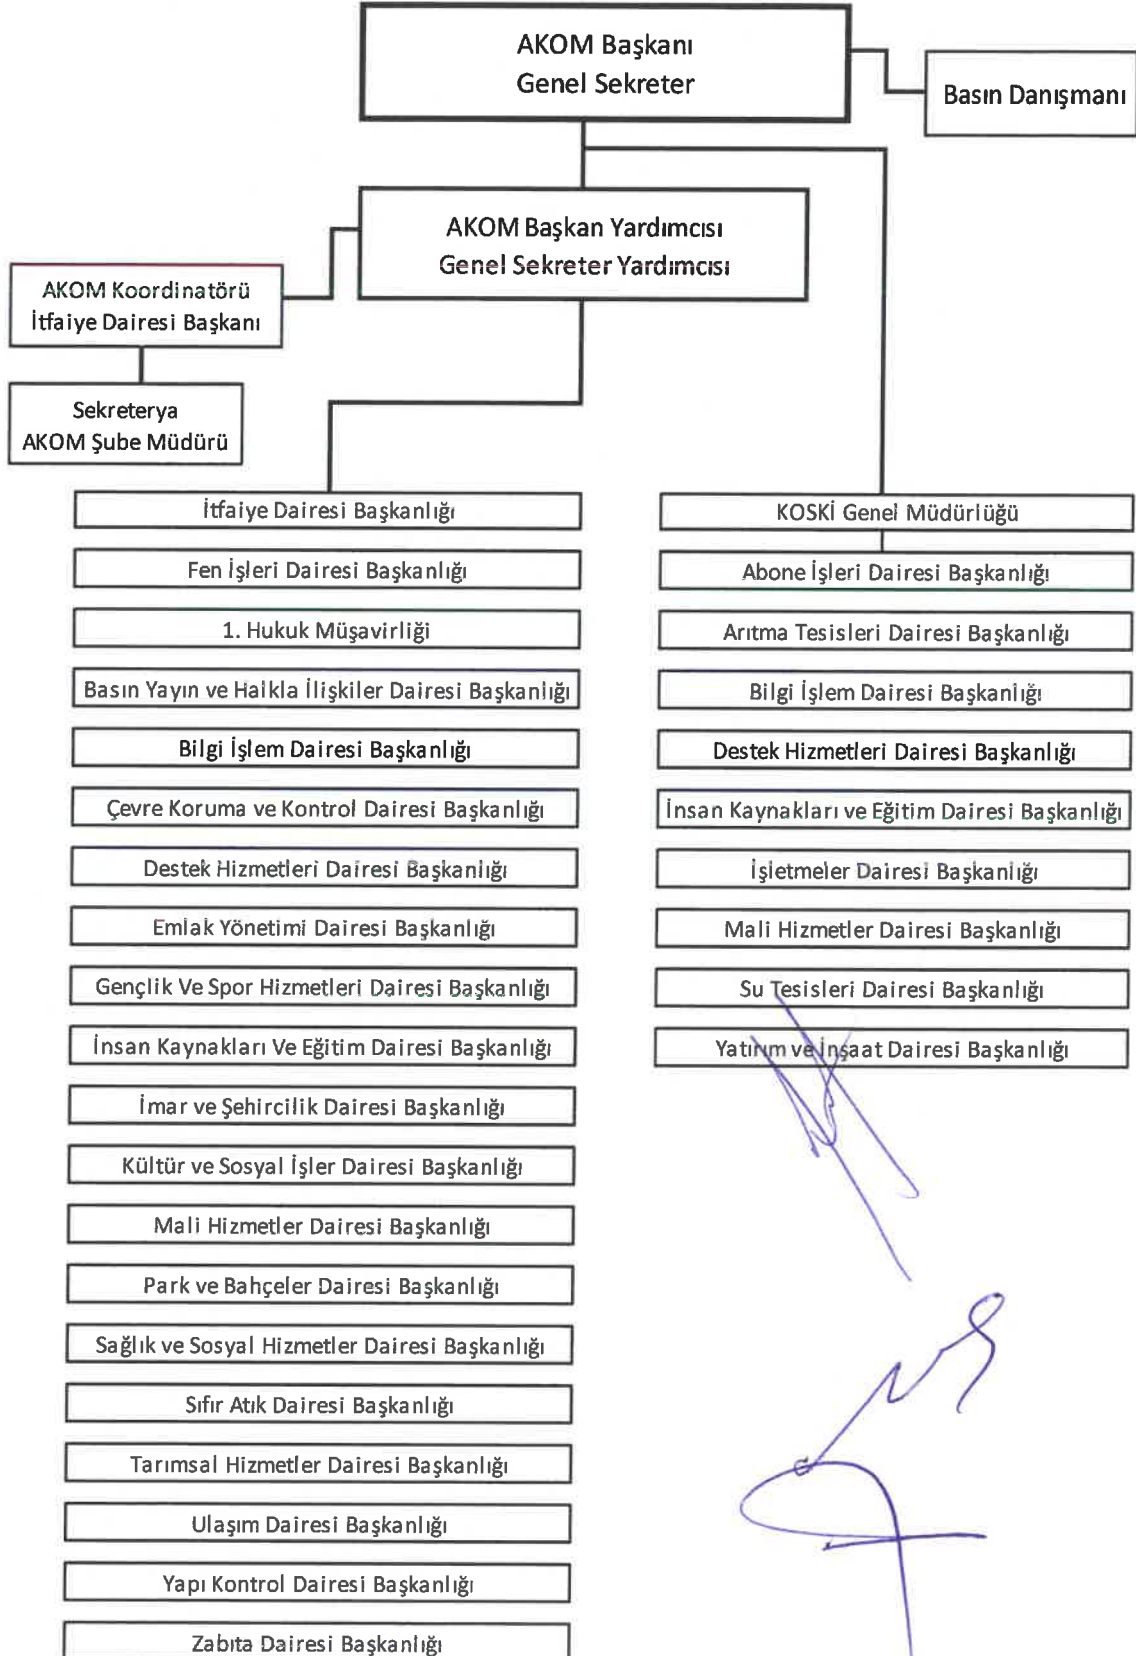 AKOM Başkanı
Genel Sekreter
Basın Danışmanı
AKOM Başkan Yardımcısı
Genel Sekreter Yardımcısı
AKOM Koordinatörü
İtfaiye Dairesi Başkanı
Sekreterya
AKOM Şube Müdürü
İtfaiye Dairesi Başkanlığı
Fen İşleri Dairesi Başkanlığı
1. Hukuk Müşavirliği
Basın Yayın ve Halkla İlişkiler Dairesi Başkanlığı
Bilgi İşlem Dairesi Başkanlığı
Çevre Koruma ve Kontrol Dairesi Başkanlığı
Destek Hizmetleri Dairesi Başkanlığı
Emlak Yönetimi Dairesi Başkanlığı
Gençlik Ve Spor Hizmetleri Dairesi Başkanlığı
İnsan Kaynakları Ve Eğitim Dairesi Başkanlığı
İmar ve Şehircilik Dairesi Başkanlığı
Kültür ve Sosyal İşler Dairesi Başkanlığı
Mali Hizmetler Dairesi Başkanlığı
Park ve Bahçeler Dairesi Başkanlığı
Sağlık ve Sosyal Hizmetler Dairesi Başkanlığı
Sıfır Atık Dairesi Başkanlığı
Tarımsal Hizmetler Dairesi Başkanlığı
Ulaşım Dairesi Başkanlığı
Yapı Kontrol Dairesi Başkanlığı
Zabıta Dairesi Başkanlığı
KOSKİ Genel Müdürlüğü
Abone İşleri Dairesi Başkanlığı
Arıtma Tesisleri Dairesi Başkanlığı
Bilgi İşlem Dairesi Başkanlığı
Destek Hizmetleri Dairesi Başkanlığı
İnsan Kaynakları ve Eğitim Dairesi Başkanlığı
İşletmeler Dairesi Başkanlığı
Mali Hizmetler Dairesi Başkanlığı
Su Tesisleri Dairesi Başkanlığı
Yatırım ve İnşaat Dairesi Başkanlığı